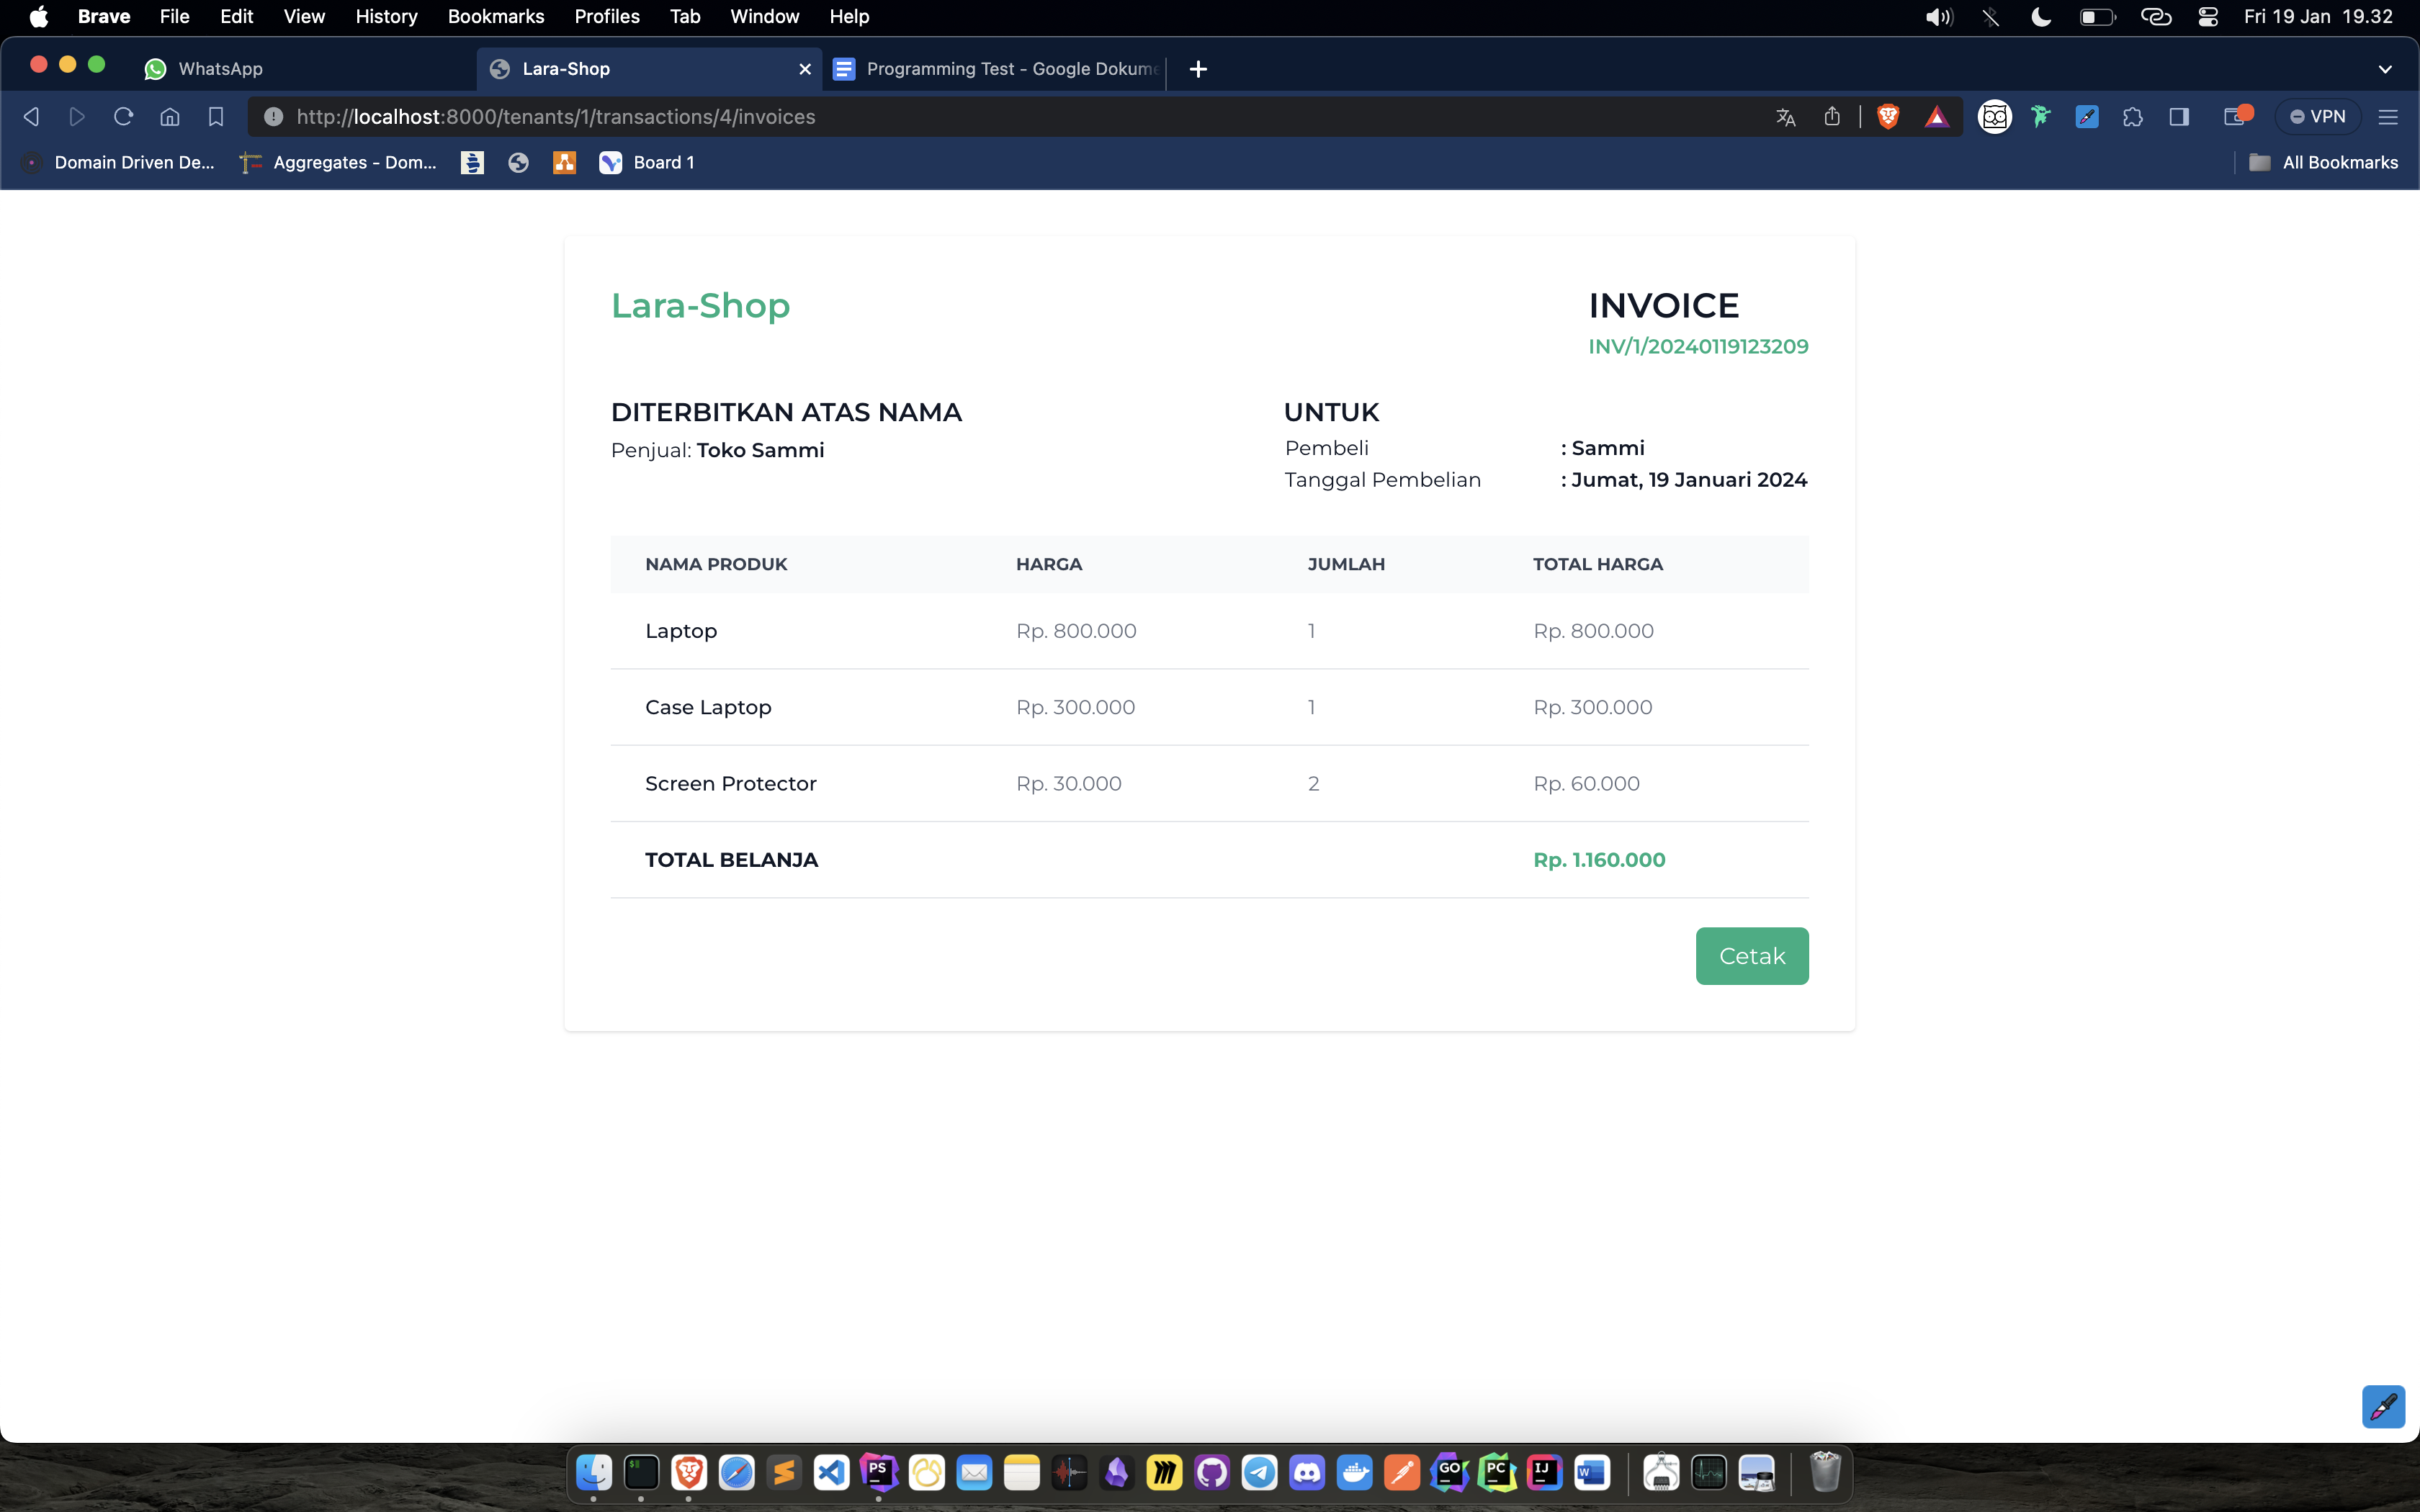 Brave File Edit View History Bookmarks Profiles Tab Window Help Fri 19 Jan 19.32
WhatsApp Lara-Shop Programming Test - Google Dokume
http://localhost:8000/tenants/1/transactions/4/invoices VPN
Domain Driven De... Aggregates - Dom... Board 1 All Bookmarks
Lara-Shop INVOICE
INV/1/20240119123209
DITERBITKAN ATAS NAMA UNTUK
Penjual: Toko Sammi Pembeli : Sammi
Tanggal Pembelian : Jumat, 19 Januari 2024
NAMA PRODUK HARGA JUMLAH TOTAL HARGA
Laptop Rp. 800.000 1 Rp. 800.000
Case Laptop Rp. 300.000 1 Rp. 300.000
Screen Protector Rp. 30.000 2 Rp. 60.000
TOTAL BELANJA Rp. 1.160.000
Cetak
$ PS GO PC IJ W